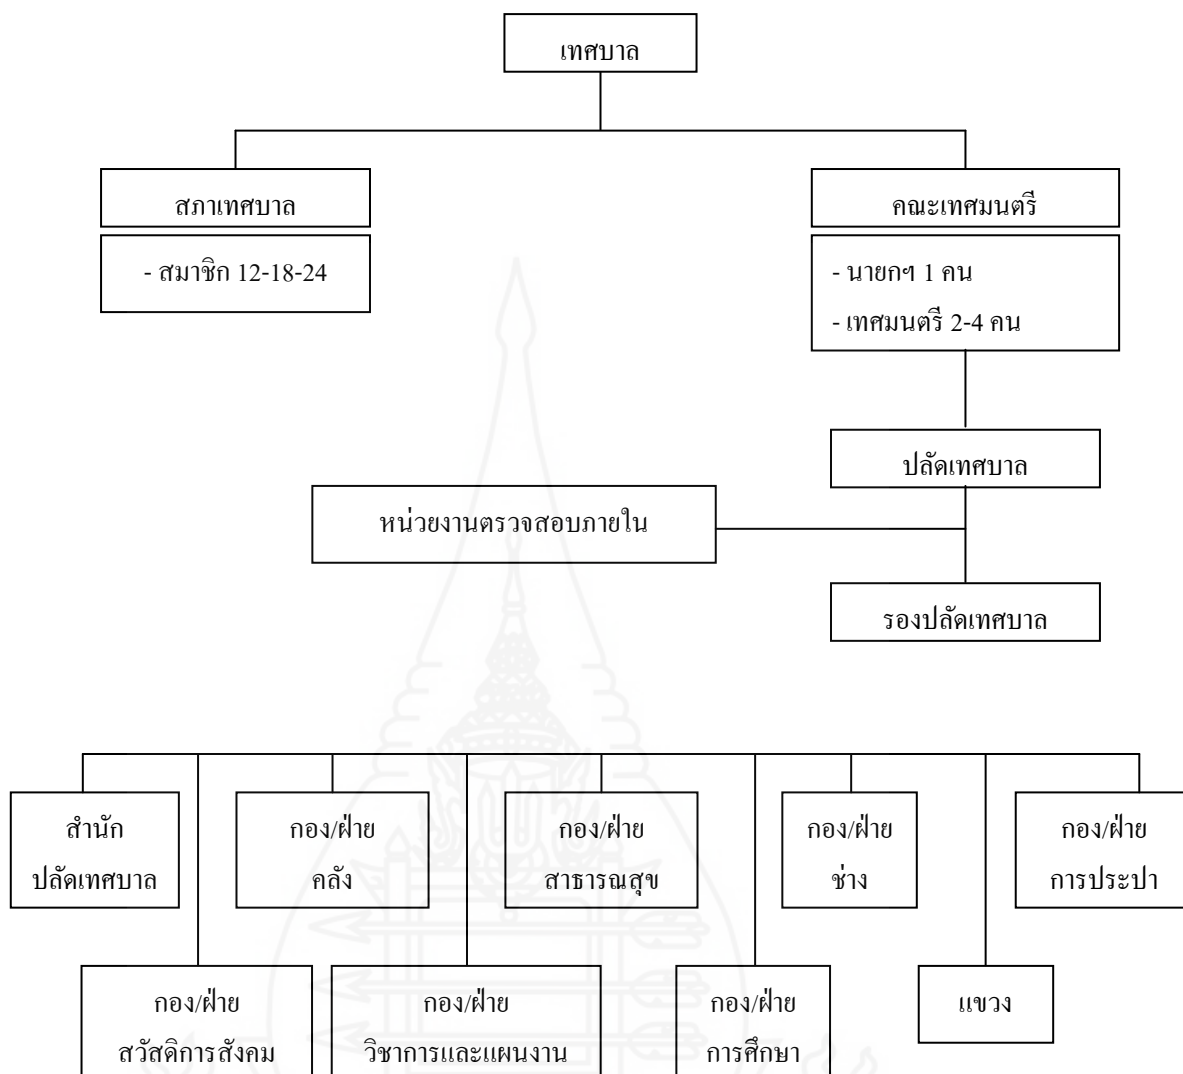 เทศบาล
สภาเทศบาล
- สมาชิก 12-18-24
คณะเทศมนตรี
- นายกฯ 1 คน
- เทศมนตรี 2-4 คน
ปลัดเทศบาล
หน่วยงานตรวจสอบภายใน
รองปลัดเทศบาล
สำนัก
ปลัดเทศบาล
กอง/ฝ่าย
คลัง
กอง/ฝ่าย
สาธารณสุข
กอง/ฝ่าย
ช่าง
กอง/ฝ่าย
การประปา
กอง/ฝ่าย
สวัสดิการสังคม
กอง/ฝ่าย
วิชาการและแผนงาน
กอง/ฝ่าย
การศึกษา
แขวง